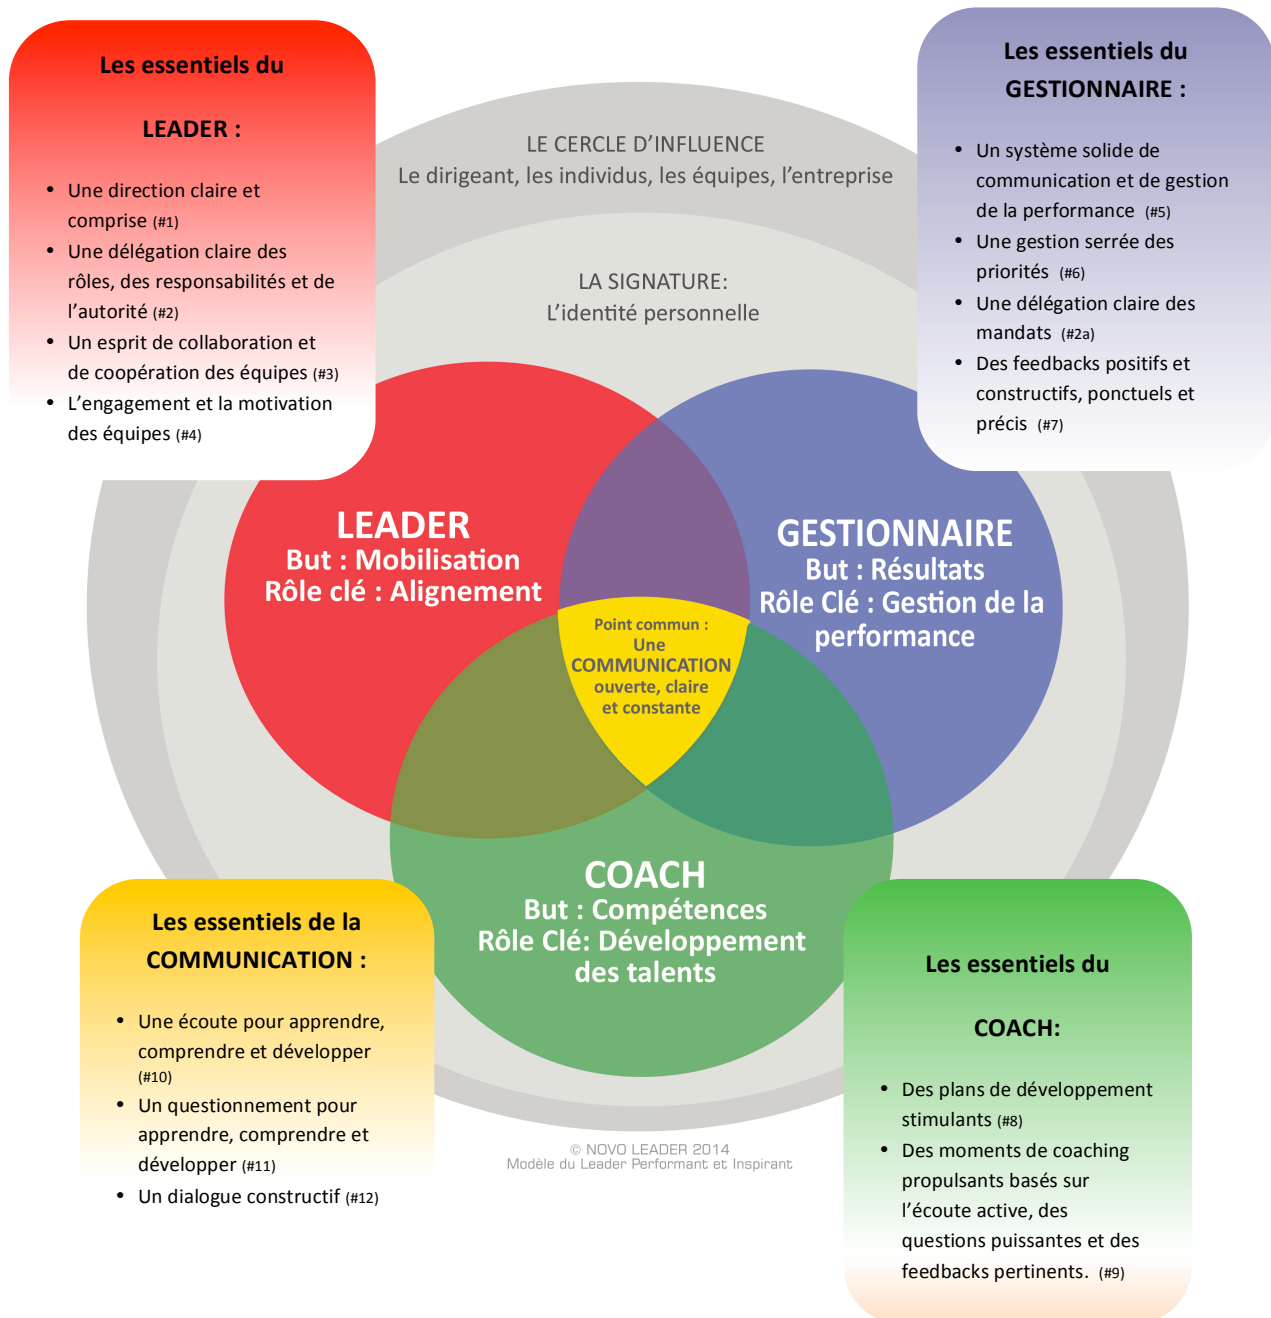 Les essentiels du
LEADER :
• Une direction claire et
comprise (#1)
• Une délégation claire des
rôles, des responsabilités et de
l’autorité (#2)
• Un esprit de collaboration et
de coopération des équipes (#3)
• L’engagement et la motivation
des équipes (#4)
Les essentiels du
GESTIONNAIRE :
• Un système solide de
communication et de gestion
de la performance (#5)
• Une gestion serrée des
priorités (#6)
• Une délégation claire des
mandats (#2a)
• Des feedbacks positifs et
constructifs, ponctuels et
précis (#7)
LE CERCLE D’INFLUENCE
Le dirigeant, les individus, les équipes, l’entreprise
LA SIGNATURE:
L’identité personnelle
LEADER
But : Mobilisation
Rôle clé : Alignement
GESTIONNAIRE
But : Résultats
Rôle Clé : Gestion de la
performance
Point commun :
Une
COMMUNICATION
ouverte, claire
et constante
COACH
But : Compétences
Rôle Clé: Développement
des talents
Les essentiels de la
COMMUNICATION :
• Une écoute pour apprendre,
comprendre et développer
(#10)
• Un questionnement pour
apprendre, comprendre et
développer (#11)
• Un dialogue constructif (#12)
Les essentiels du
COACH:
• Des plans de développement
stimulants (#8)
• Des moments de coaching
propulsants basés sur
l’écoute active, des
questions puissantes et des
feedbacks pertinents. (#9)
© NOVO LEADER 2014
Modèle du Leader Performant et Inspirant